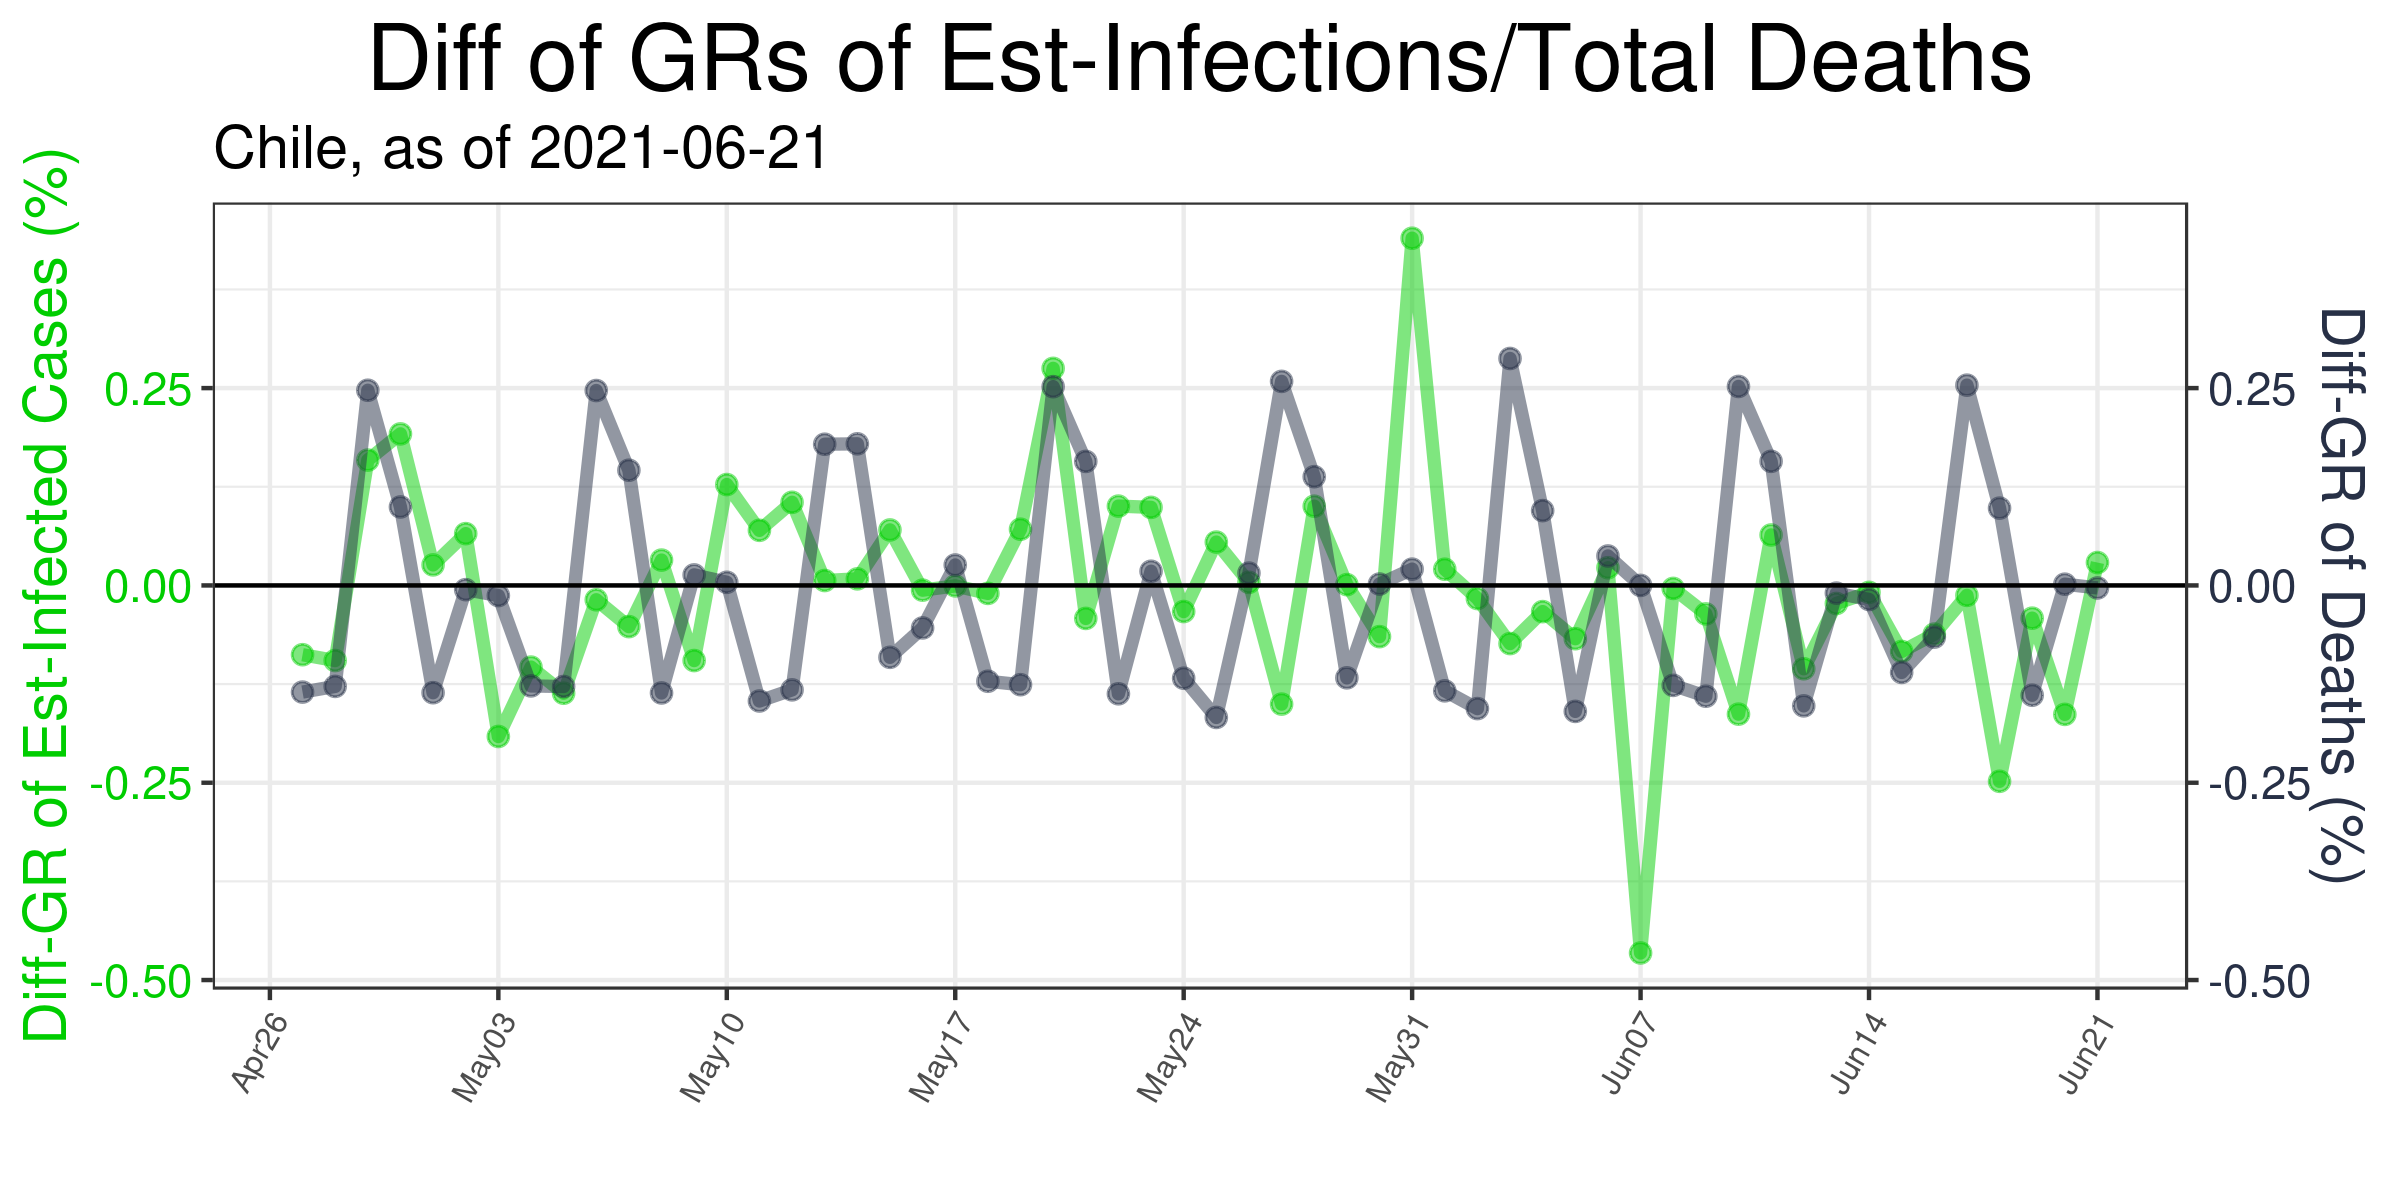 Diff of GRs of Est-Infections/Total Deaths
Chile, as of 2021-06-21
Diff-GR of Est-Infected Cases (%)
0.25
0.00
-0.25
-0.50
0.25
0.00
-0.25
-0.50
Diff-GR of Deaths (%)
Apr26
May03
May10
May17
May24
May31
Jun07
Jun14
Jun21